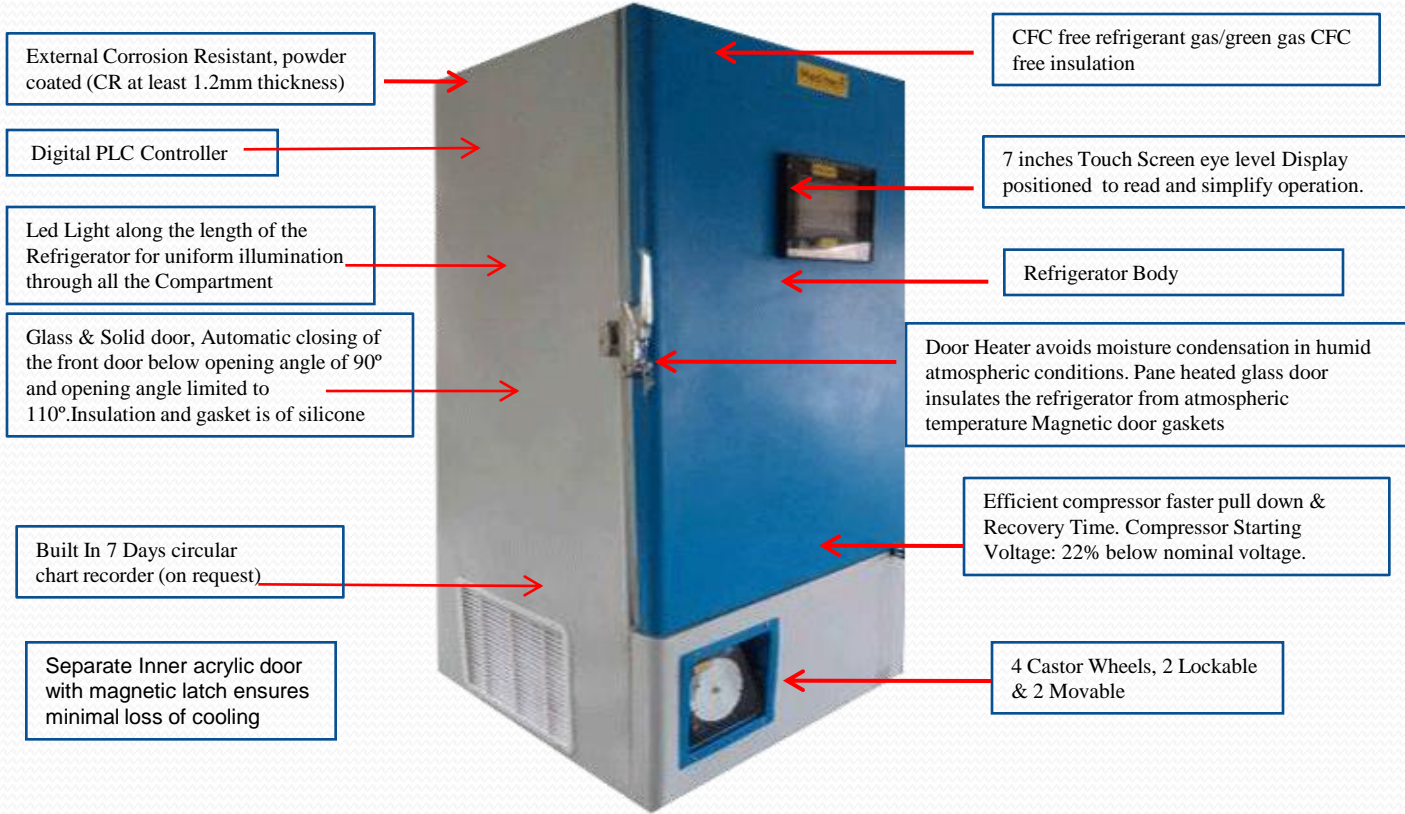 External Corrosion Resistant, powder
coated (CR at least 1.2mm thickness)
Digital PLC Controller
Led Light along the length of the
Refrigerator for uniform illumination
through all the Compartment
Glass & Solid door, Automatic closing of
the front door below opening angle of 90º
and opening angle limited to
110º.Insulation and gasket is of silicone
Built In 7 Days circular
chart recorder (on request)
Separate Inner acrylic door
with magnetic latch ensures
minimal loss of cooling
CFC free refrigerant gas/green gas CFC
free insulation
7 inches Touch Screen eye level Display
positioned to read and simplify operation.
Refrigerator Body
Door Heater avoids moisture condensation in humid
atmospheric conditions. Pane heated glass door
insulates the refrigerator from atmospheric
temperature Magnetic door gaskets
Efficient compressor faster pull down &
Recovery Time. Compressor Starting
Voltage: 22% below nominal voltage.
4 Castor Wheels, 2 Lockable
& 2 Movable